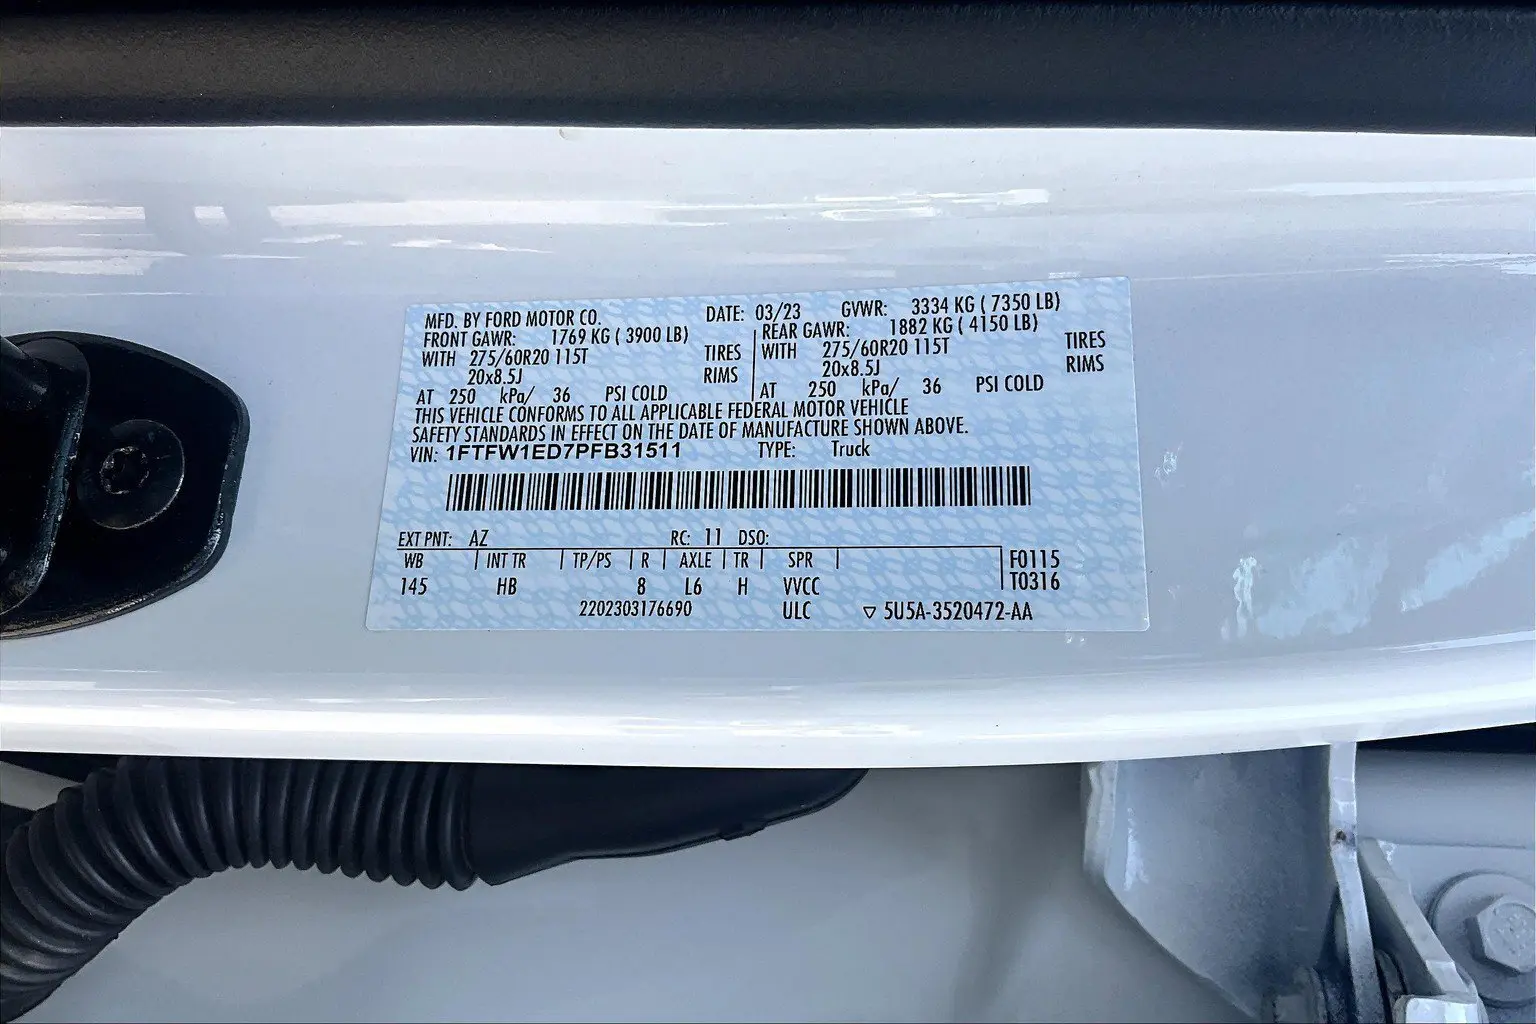 MFD. BY FORD MOTOR CO. DATE: 03/23 GVWR: 3334 KG ( 7350 LB)
FRONT GAWR: 1769 KG ( 3900 LB) REAR GAWR: 1882 KG ( 4150 LB)
WITH 275/60R20 115T TIRES WITH 275/60R20 115T TIRES
20x8.5J RIMS 20x8.5J RIMS
AT 250 kPa/ 36 PSI COLD AT 250 kPa/ 36 PSI COLD
THIS VEHICLE CONFORMS TO ALL APPLICABLE FEDERAL MOTOR VEHICLE
SAFETY STANDARDS IN EFFECT ON THE DATE OF MANUFACTURE SHOWN ABOVE.
VIN: 1FTFW1ED7PFB31511 TYPE: Truck
EXT PNT: AZ RC: 11 DSO:
WB INT TR TP/PS R AXLE TR SPR F0115
145 HB 8 L6 H VVCC T0316
2202303176690 ULC ▽ 5U5A-3520472-AA